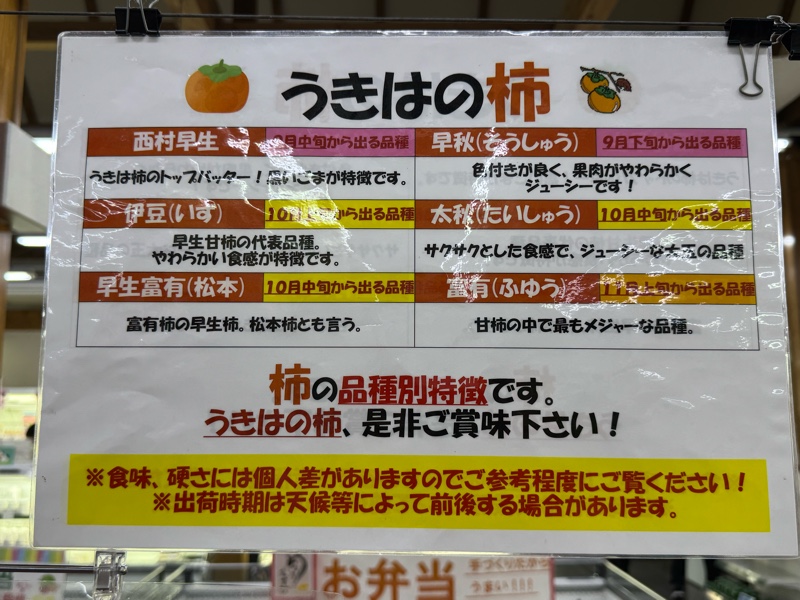 うきはの柿
西村早生
9月中旬から出る品種
早秋(そうしゅう)
9月下旬から出る品種
うきは柿のトップバッター！黒いごまが特徴です。
色付きが良く、果肉がやわらかく
ジューシーです！
伊豆(いず)
10月上旬から出る品種
太秋(たいしゅう)
10月中旬から出る品種
早生甘柿の代表品種。
やわらかい食感が特徴です。
サクサクとした食感で、ジューシーな大玉の品種
早生富有(松本)
10月中旬から出る品種
富有(ふゆう)
11月上旬から出る品種
富有柿の早生柿。松本柿とも言う。
甘柿の中で最もメジャーな品種。
柿の品種別特徴です。
うきはの柿、是非ご賞味下さい！
※食味、硬さには個人差がありますのでご参考程度にご覧ください！
※出荷時期は天候等によって前後する場合があります。
お弁当